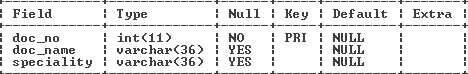 Field | Type | Null | Key | Default | Extra
doc_no | int(11) | NO | PRI | NULL |
doc_name | varchar(36) | YES | | NULL |
speciality | varchar(36) | YES | | NULL |